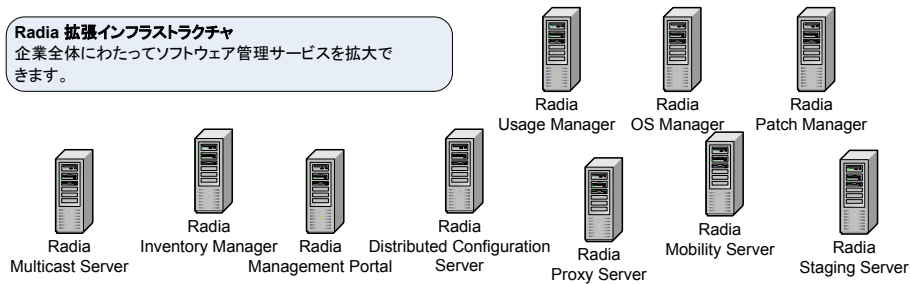 Radia 拡張インフラストラクチャ
企業全体にわたってソフトウェア管理サービスを拡大で
きます。
Radia
Usage Manager
Radia
OS Manager
Radia
Patch Manager
Radia
Multicast Server
Radia
Inventory Manager
Radia
Management Portal
Radia
Distributed Configuration
Server
Radia
Proxy Server
Radia
Mobility Server
Radia
Staging Server